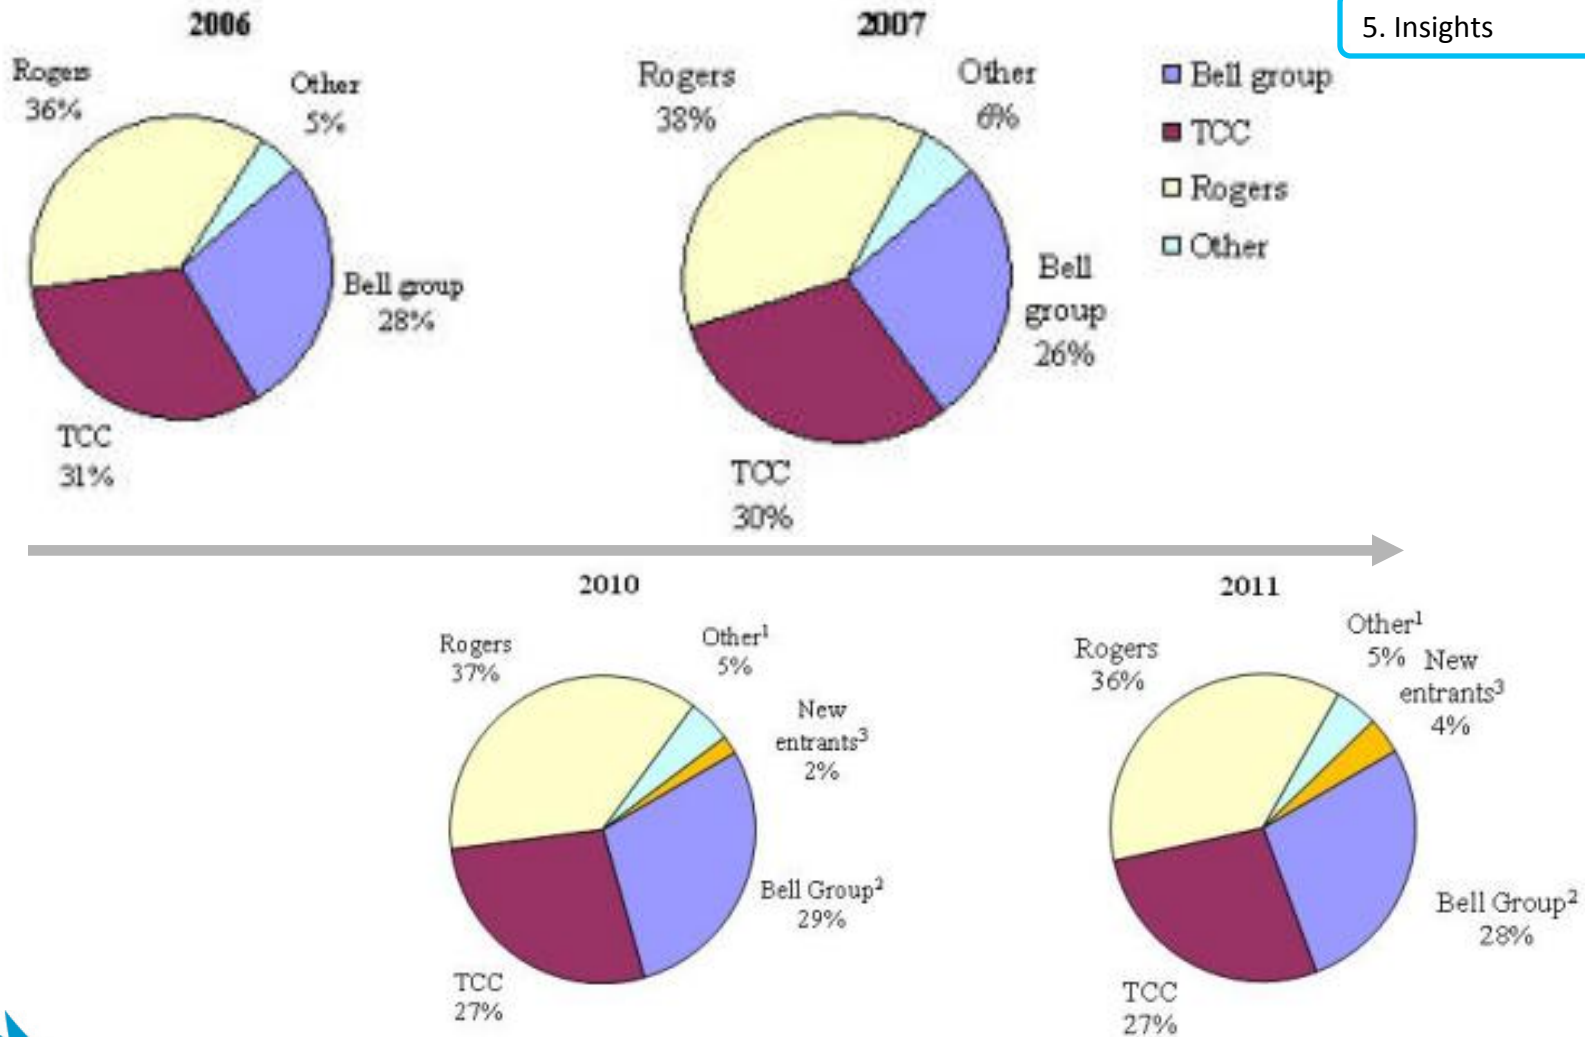 5. Insights
2006
Rogers
36%
Other
5%
Bell group
28%
TCC
31%
2007
Rogers
38%
Other
6%
Bell
group
26%
TCC
30%
Bell group
TCC
Rogers
Other
2010
Rogers
37%
Other¹
5%
New
entrants³
2%
Bell Group²
29%
TCC
27%
2011
Rogers
36%
Other¹
5%
New
entrants³
4%
Bell Group²
28%
TCC
27%